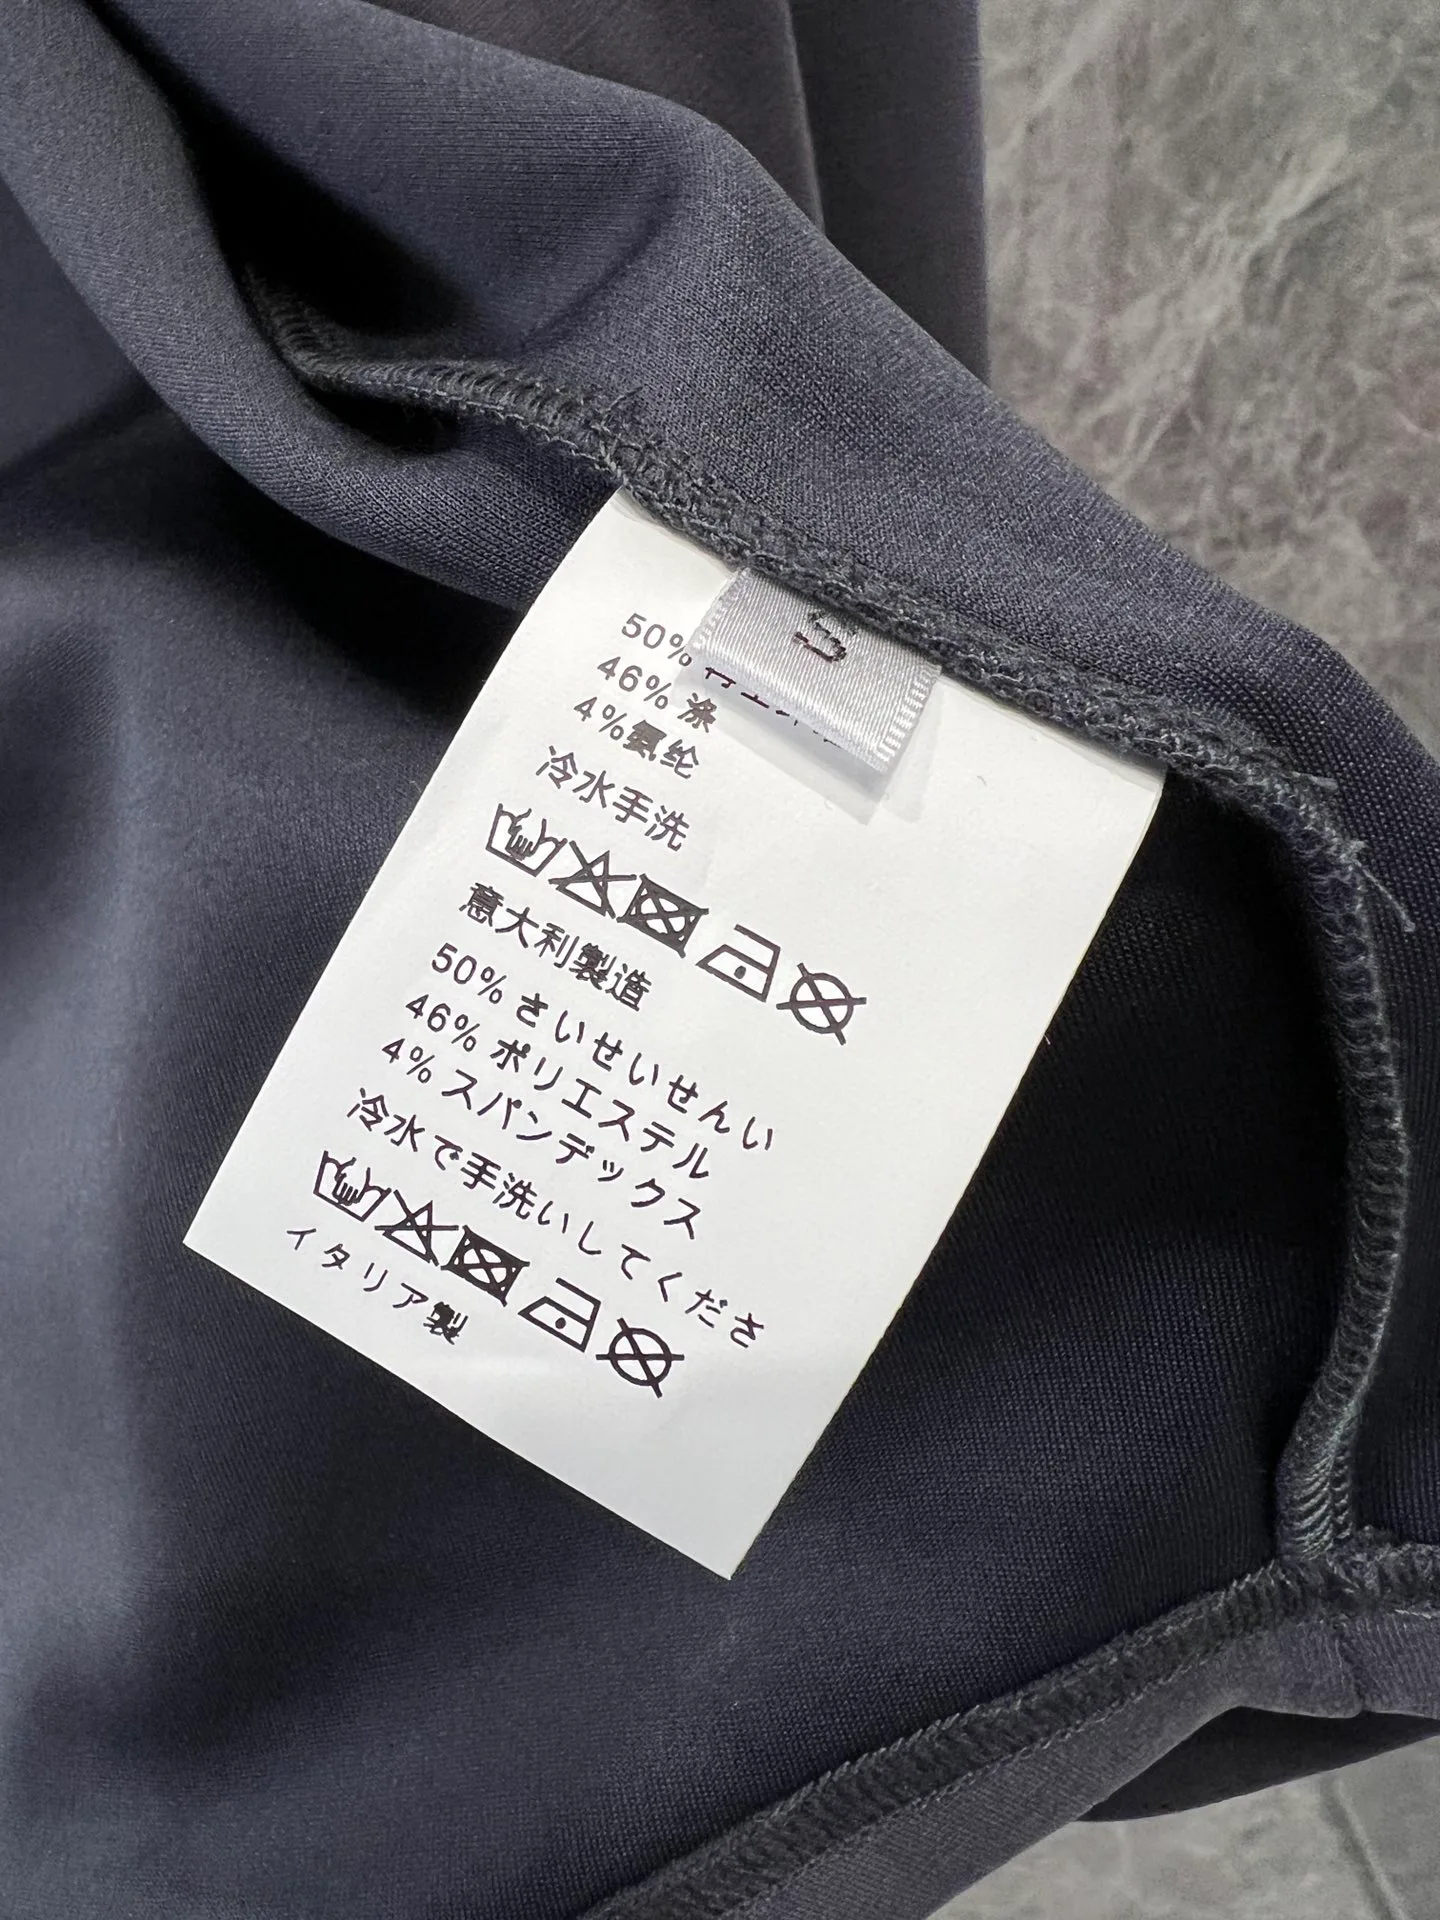 S
50%
46% 涤
4%氨纶
冷水手洗
意大利製造
50% さいせいせんい
46% ポリエステル
4% スパンデックス
冷水で手洗いしてくださ
イタリア製